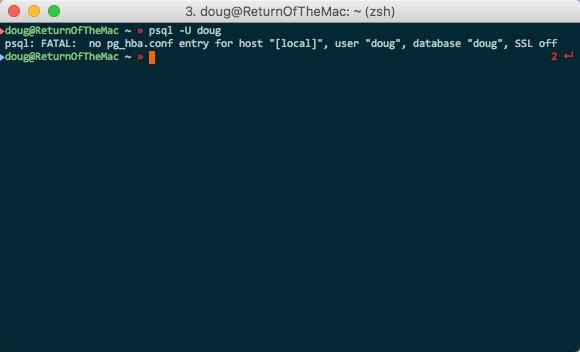 3. doug@ReturnOfTheMac: ~ (zsh)
doug@ReturnOfTheMac ~ » psql -U doug
psql: FATAL:  no pg_hba.conf entry for host "[local]", user "doug", database "doug", SSL off
doug@ReturnOfTheMac ~ » 2 ↵